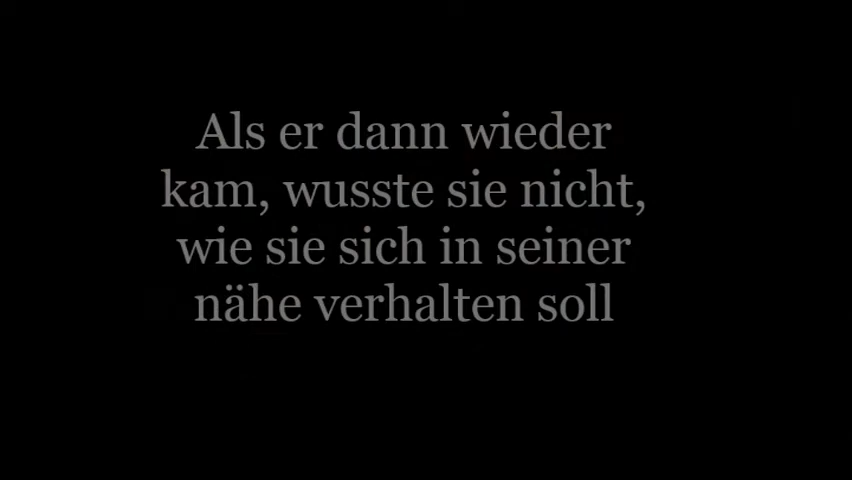 Als er dann wieder
kam, wusste sie nicht,
wie sie sich in seiner
nähe verhalten soll